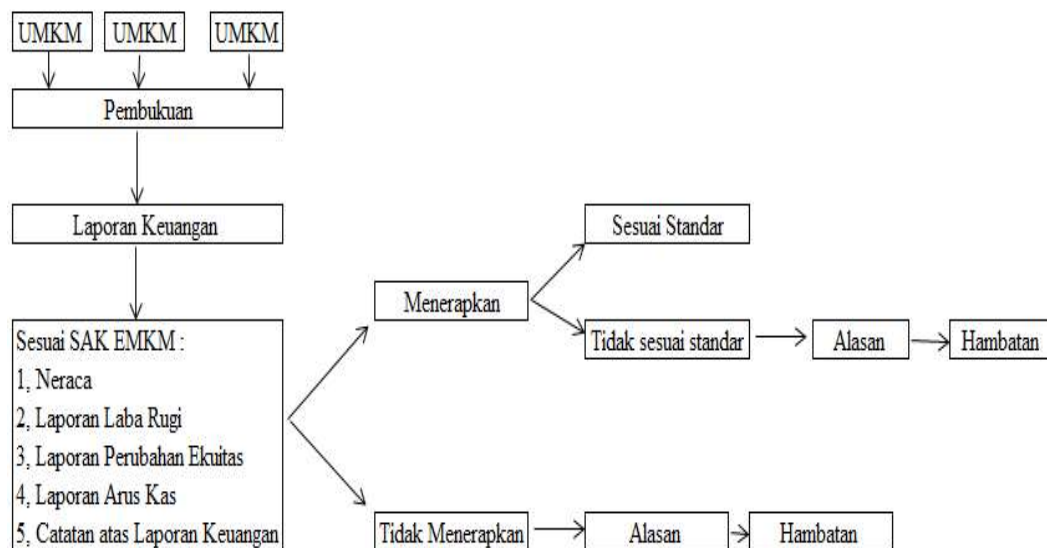 UMKM UMKM UMKM
Pembukuan
Laporan Keuangan
Sesuai SAK EMKM :
1, Neraca
2, Laporan Laba Rugi
3, Laporan Perubahan Ekuitas
4, Laporan Arus Kas
5, Catatan atas Laporan Keuangan
Menerapkan
Sesuai Standar
Tidak sesuai standar
Alasan
Hambatan
Tidak Menerapkan
Alasan
Hambatan